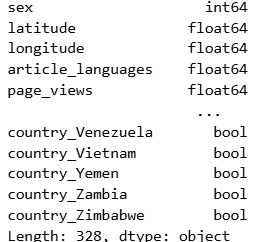 sex int64
latitude float64
longitude float64
article_languages float64
page_views float64
...
country_Venezuela bool
country_Vietnam bool
country_Yemen bool
country_Zambia bool
country_Zimbabwe bool
Length: 328, dtype: object